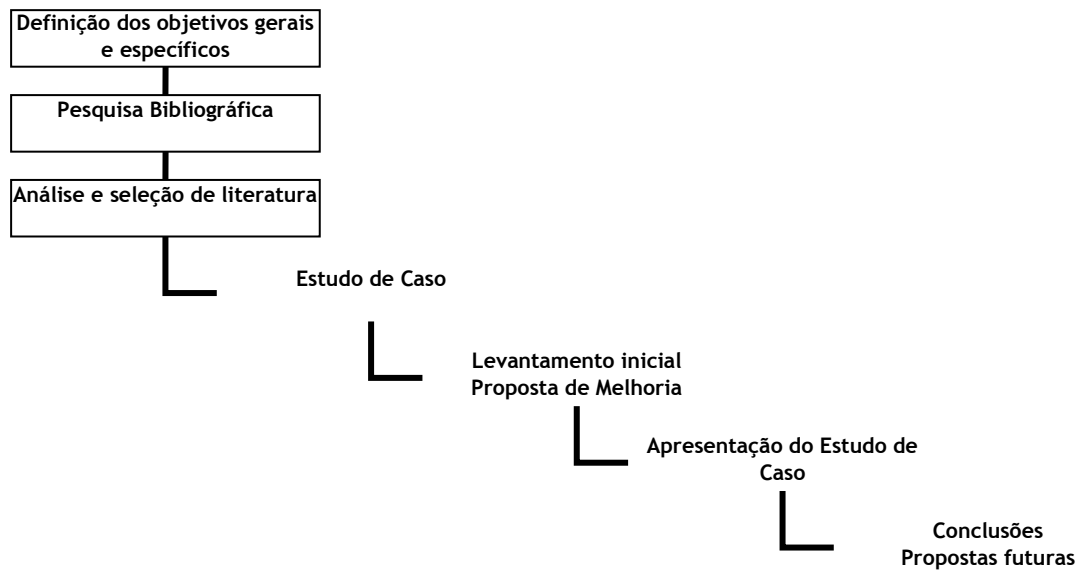 Definição dos objetivos gerais
e específicos
Pesquisa Bibliográfica
Análise e seleção de literatura
Estudo de Caso
Levantamento inicial
Proposta de Melhoria
Apresentação do Estudo de
Caso
Conclusões
Propostas futuras